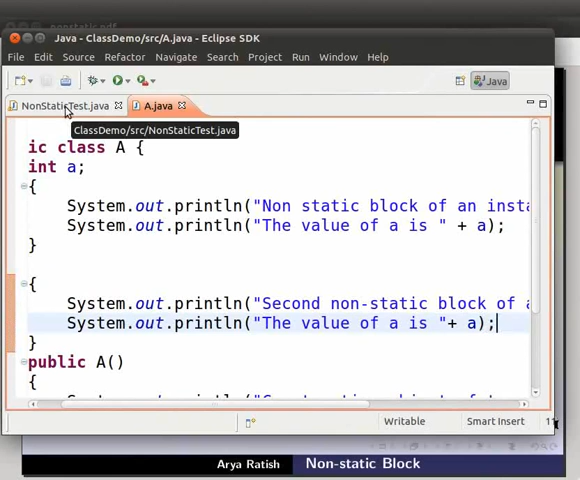 Java - ClassDemo/src/A.java - Eclipse SDK
File Edit Source Refactor Navigate Search Project Run Window Help
Java
NonStaticTest.java A.java
ClassDemo/src/NonStaticTest.java
ic class A {
int a;
{
System.out.println("Non static block of an insta
System.out.println("The value of a is " + a);
}
{
System.out.println("Second non-static block of a
System.out.println("The value of a is "+ a);
}
public A()
{
Writable Smart Insert 11
Arya Ratish Non-static Block